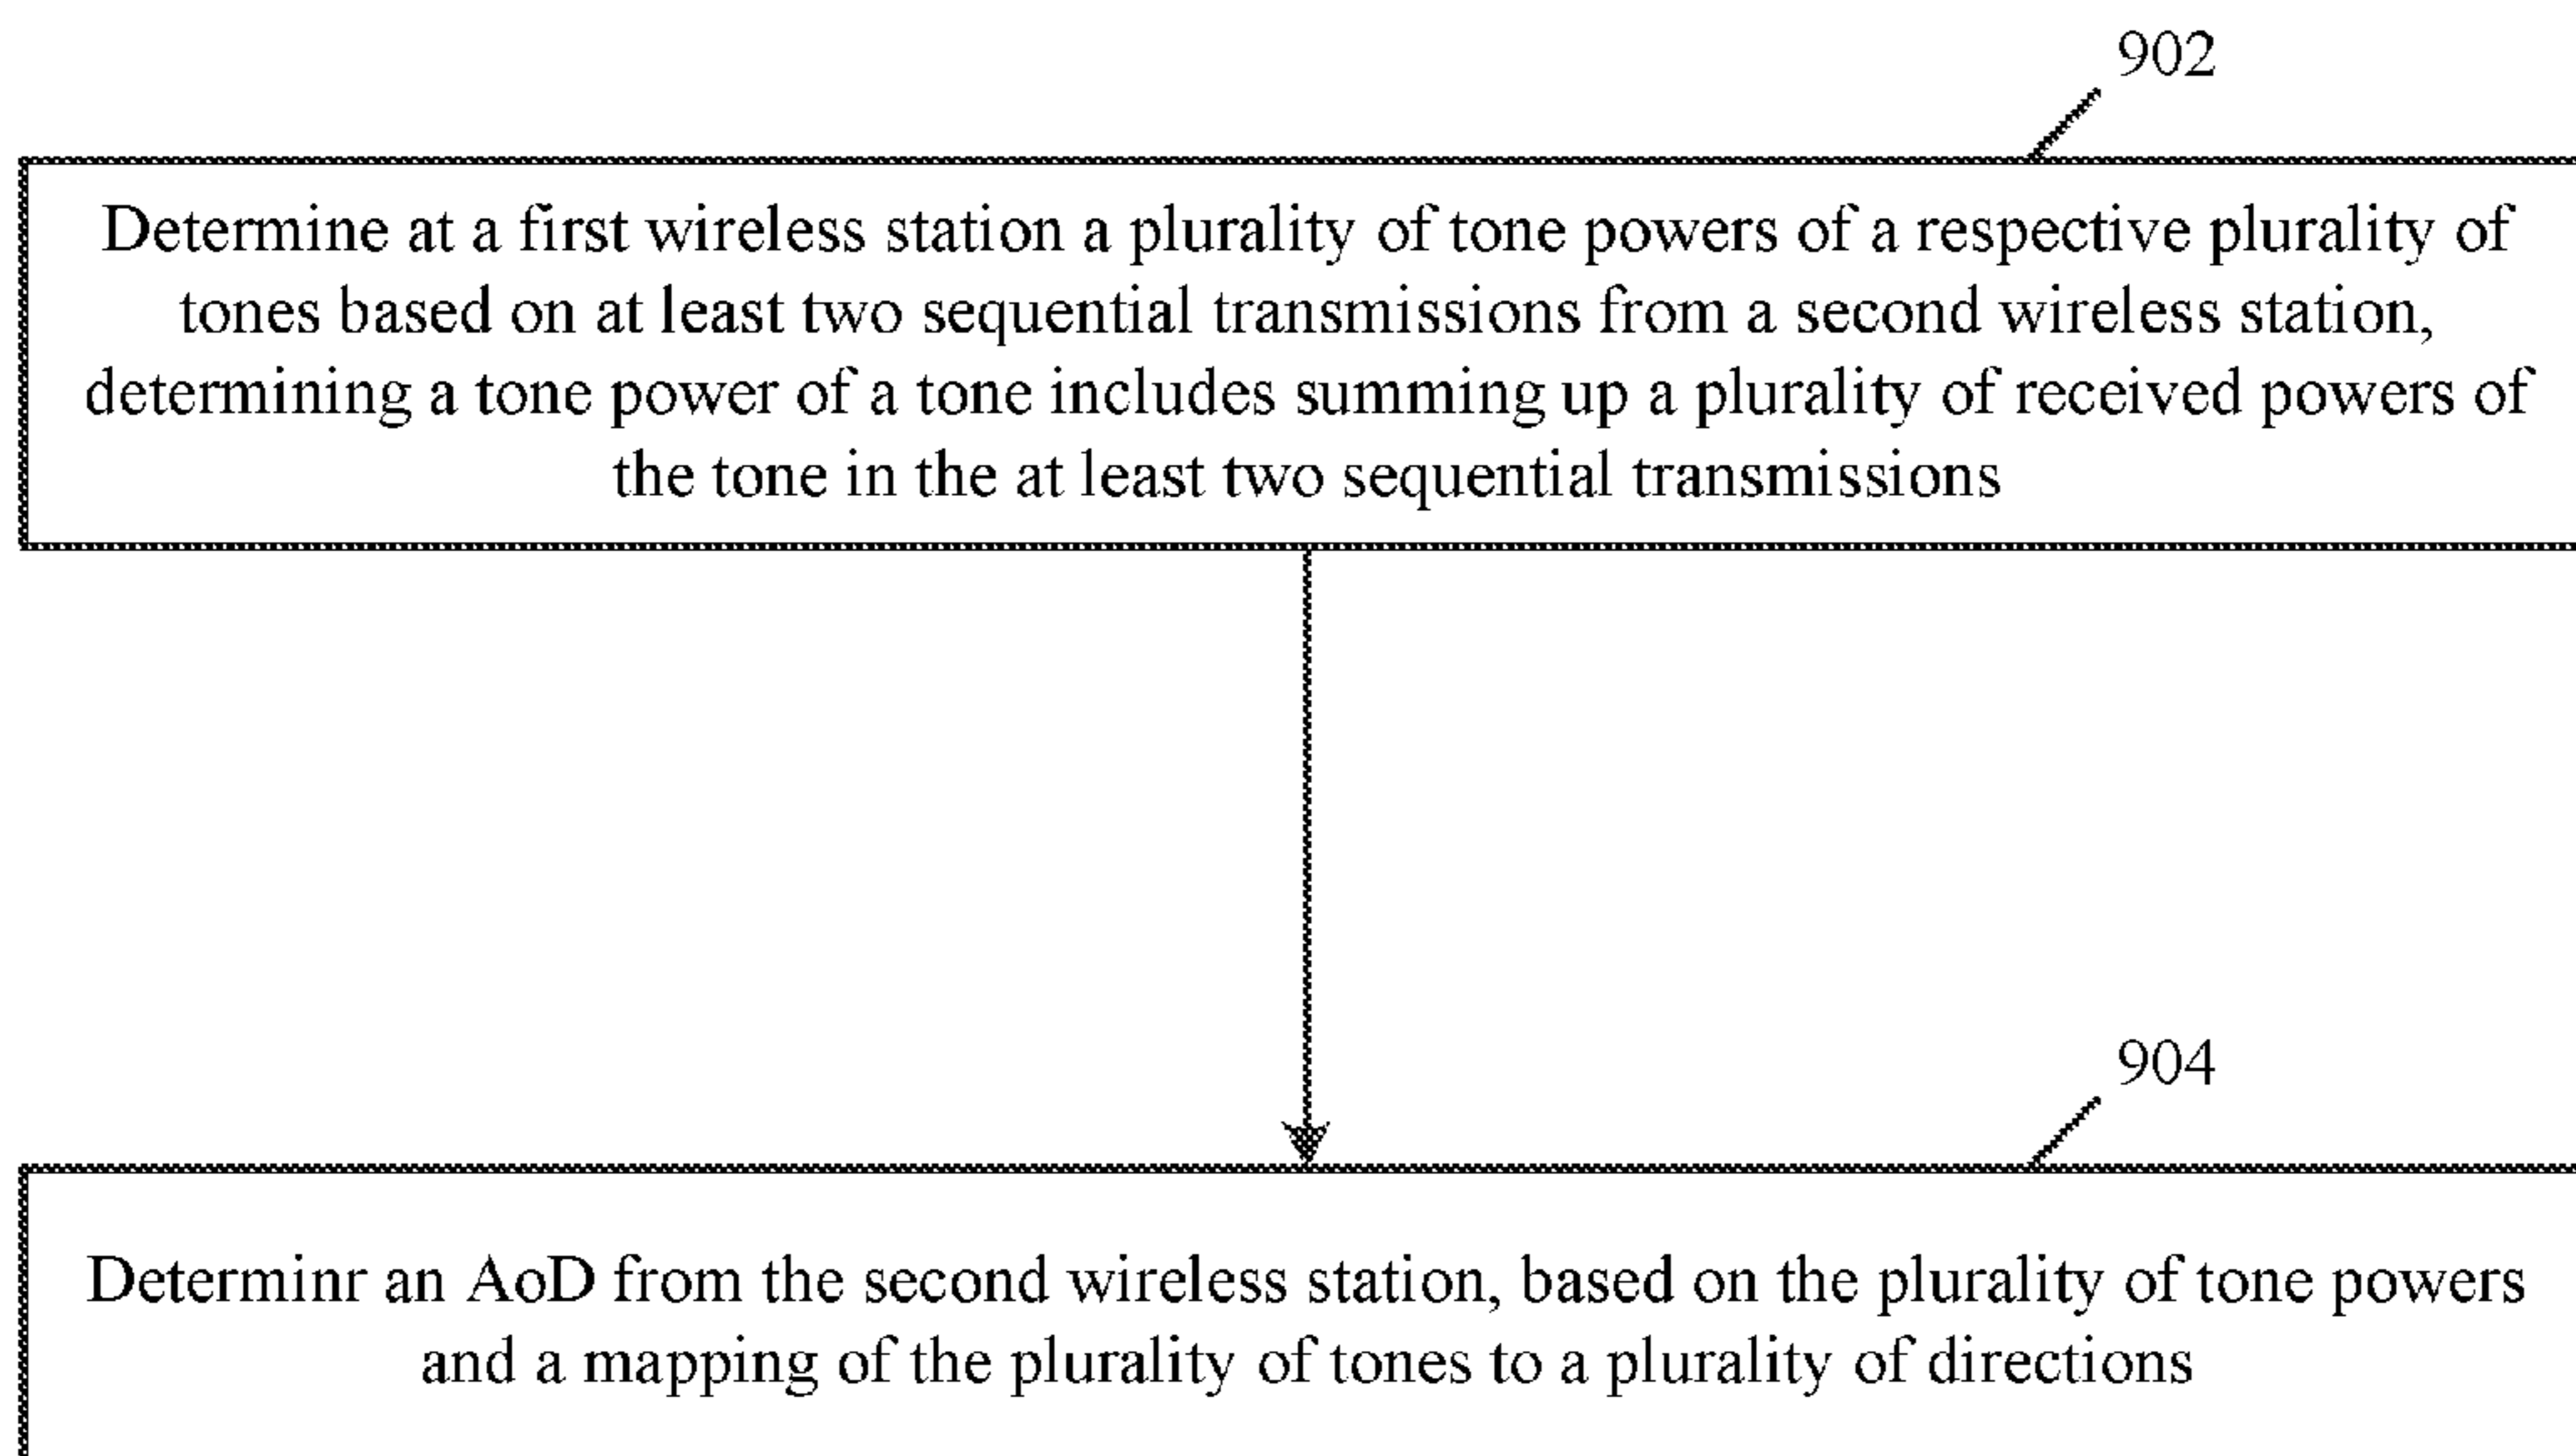 902
Determine at a first wireless station a plurality of tone powers of a respective plurality of
tones based on at least two sequential transmissions from a second wireless station,
determining a tone power of a tone includes summing up a plurality of received powers of
the tone in the at least two sequential transmissions
904
Determinr an AoD from the second wireless station, based on the plurality of tone powers
and a mapping of the plurality of tones to a plurality of directions